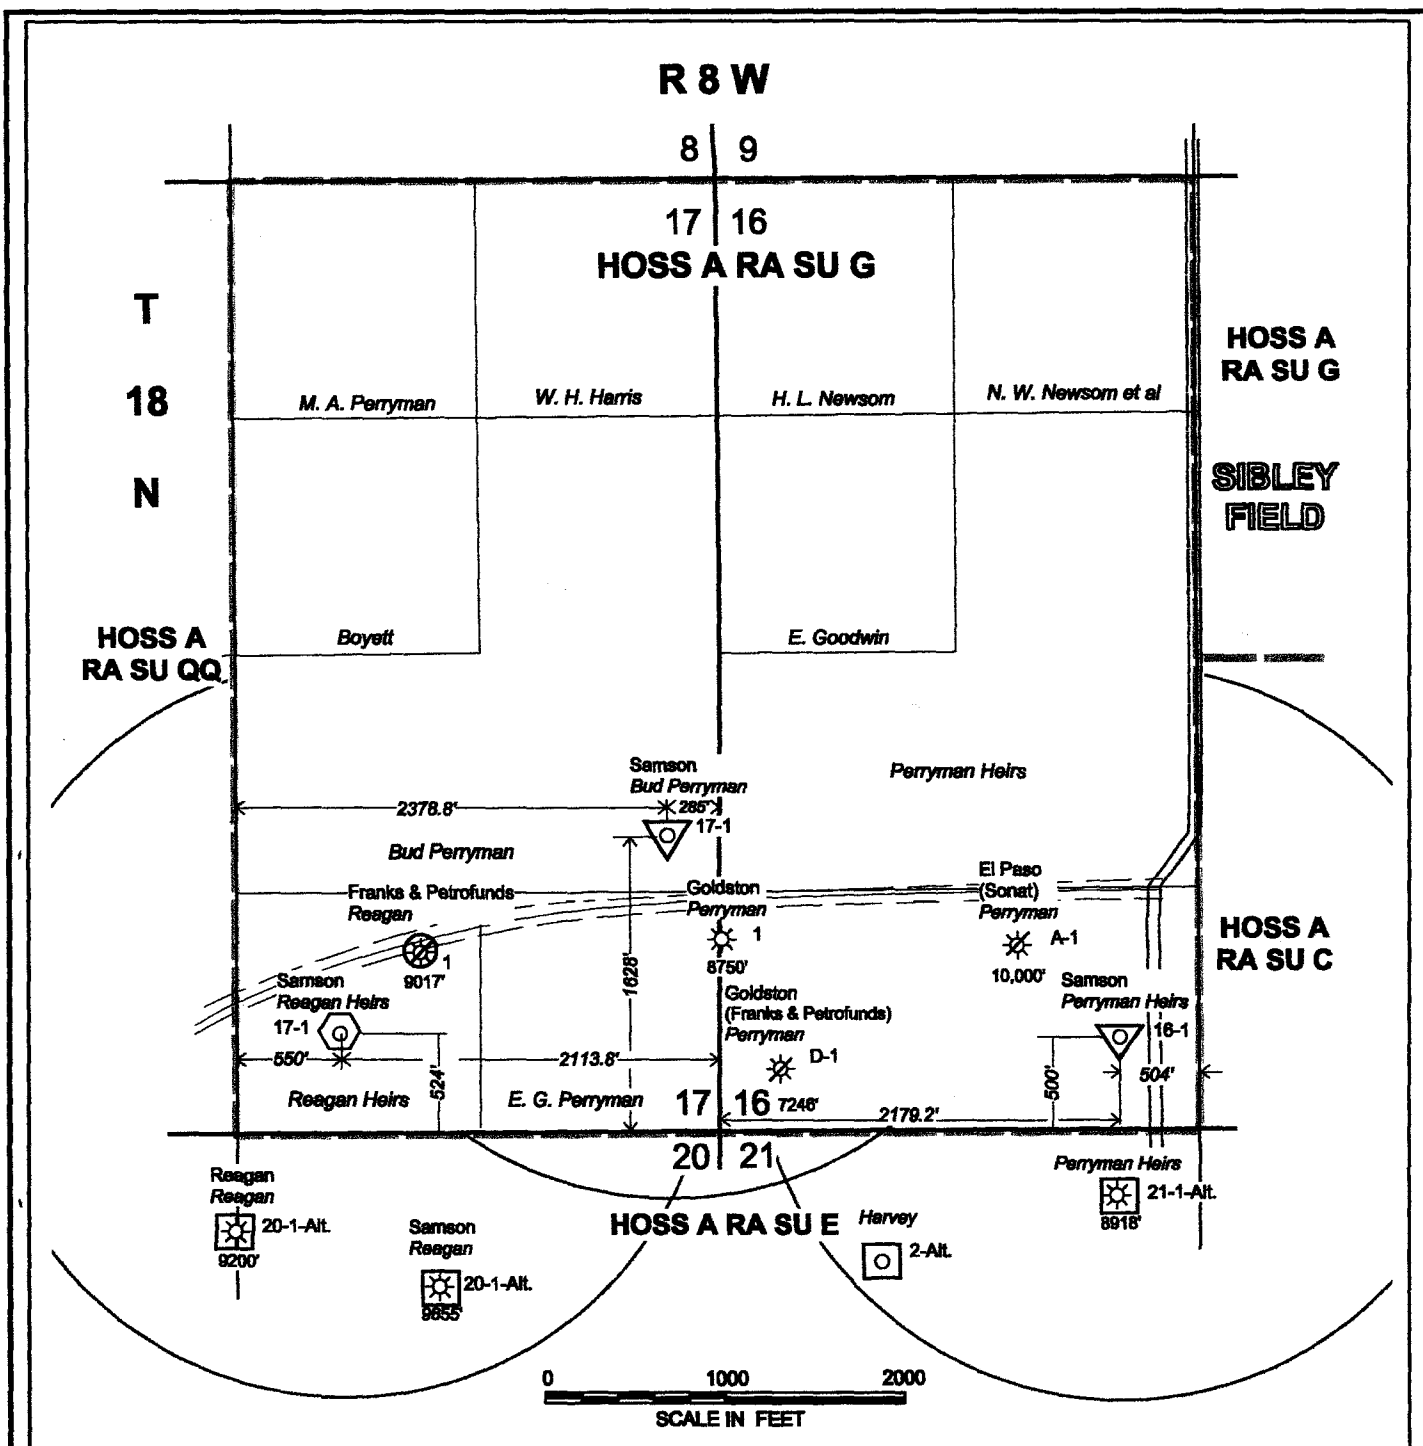 R 8 W
8 9
17 16
HOSS A RA SU G
T
18
N
HOSS A
RA SU G
M. A. Perryman
W. H. Harris
H. L. Newsom
N. W. Newsom et al
SIBLEY
FIELD
HOSS A
RA SU QQ
Boyett
E. Goodwin
Samson
Bud Perryman
2378.8'
285'
17-1
Perryman Heirs
Bud Perryman
Franks & Petrofunds
Reagan
1
9017'
Goldston
Perryman
1
8750'
El Paso
(Sonat)
Perryman
A-1
10,000'
HOSS A
RA SU C
1628'
Samson
Reagan Heirs
17-1
Goldston
(Franks & Petrofunds)
Perryman
D-1
7246'
Samson
Perryman Heirs
16-1
550'
2113.8'
524'
500'
504'
Reagan Heirs
E. G. Perryman
17 16
2179.2'
20 21
Perryman Heirs
21-1-Alt.
8918'
Reagan
Reagan
20-1-Alt.
9200'
Samson
Reagan
20-1-Alt.
9855'
HOSS A RA SU E
Harvey
2-Alt.
0 1000 2000
SCALE IN FEET